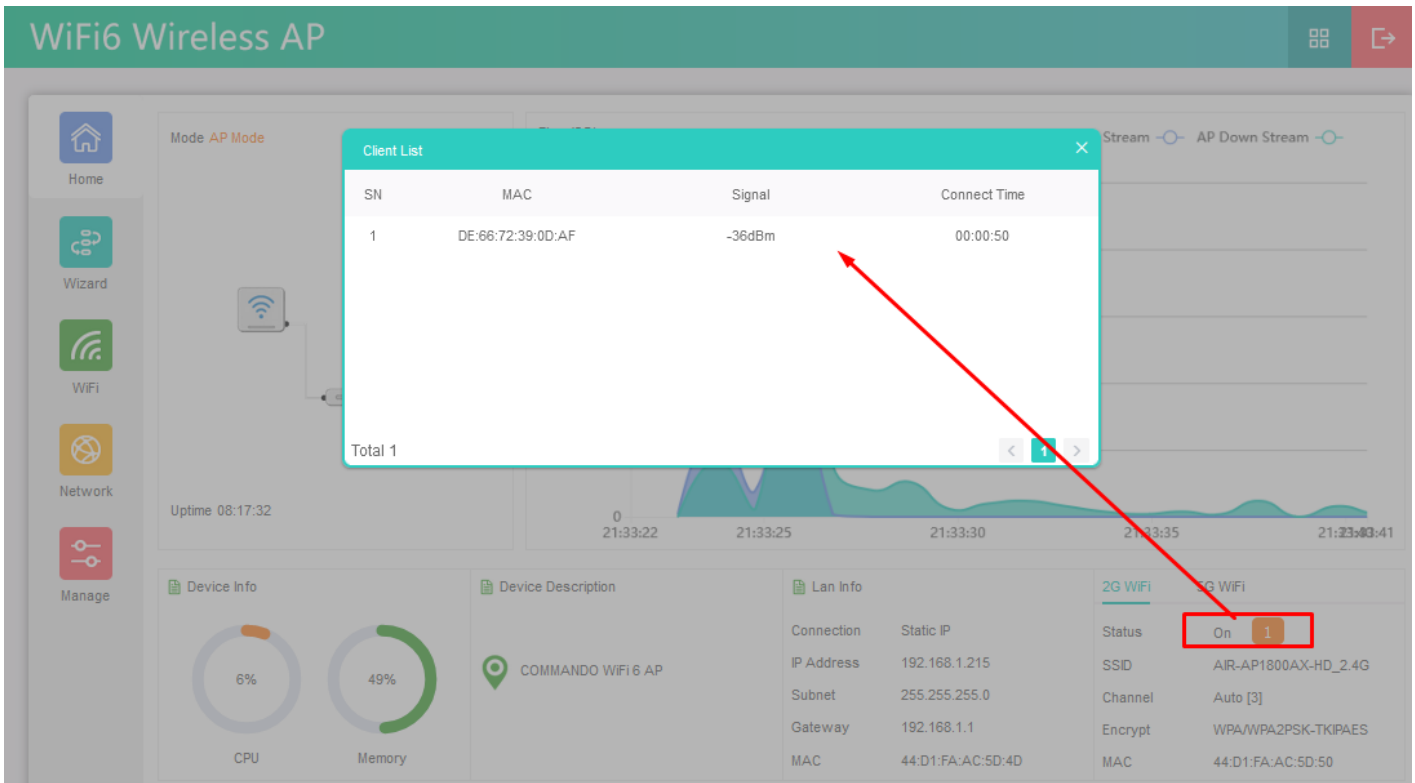 WiFi6 Wireless AP
Home
Wizard
WiFi
Network
Manage
Mode AP Mode
Stream AP Down Stream
Client List
SN MAC Signal Connect Time
1 DE:66:72:39:0D:AF -36dBm 00:00:50
Total 1
< 1 >
Uptime 08:17:32
0
21:33:22 21:33:25 21:33:30 21:33:35
Device Info
6% 49%
CPU Memory
Device Description
COMMANDO WiFi 6 AP
Lan Info
Connection Static IP
IP Address 192.168.1.215
Subnet 255.255.255.0
Gateway 192.168.1.1
MAC 44:D1:FA:AC:5D:4D
2G WiFi 5G WiFi
Status On 1
SSID AIR-AP1800AX-HD_2.4G
Channel Auto [3]
Encrypt WPA/WPA2PSK-TKIPAES
MAC 44:D1:FA:AC:5D:50